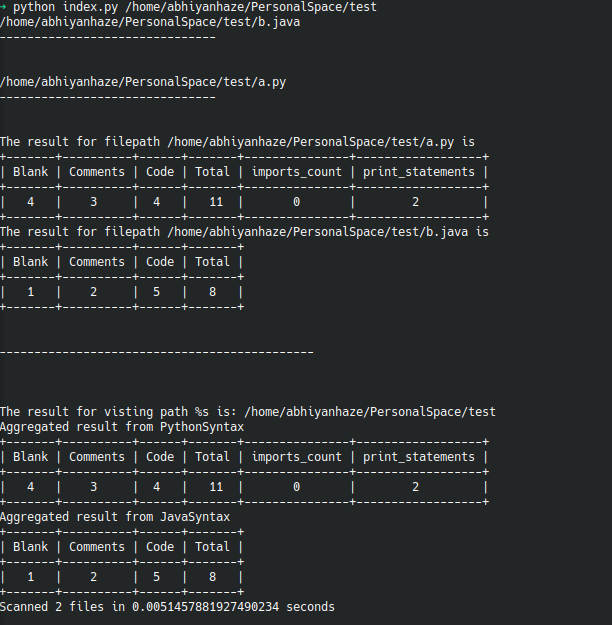 → python index.py /home/abhiyanhaze/PersonalSpace/test
/home/abhiyanhaze/PersonalSpace/test/b.java
-------------------------------
/home/abhiyanhaze/PersonalSpace/test/a.py
-------------------------------
The result for filepath /home/abhiyanhaze/PersonalSpace/test/a.py is
+-------+----------+------+-------+---------------+------------------+
| Blank | Comments | Code | Total | imports_count | print_statements |
+-------+----------+------+-------+---------------+------------------+
|   4   |    3     |  4   |  11   |       0       |        2         |
+-------+----------+------+-------+---------------+------------------+
The result for filepath /home/abhiyanhaze/PersonalSpace/test/b.java is
+-------+----------+------+-------+
| Blank | Comments | Code | Total |
+-------+----------+------+-------+
|   1   |    2     |  5   |   8   |
+-------+----------+------+-------+
---------------------------------------------
The result for visting path %s is: /home/abhiyanhaze/PersonalSpace/test
Aggregated result from PythonSyntax
+-------+----------+------+-------+---------------+------------------+
| Blank | Comments | Code | Total | imports_count | print_statements |
+-------+----------+------+-------+---------------+------------------+
|   4   |    3     |  4   |  11   |       0       |        2         |
+-------+----------+------+-------+---------------+------------------+
Aggregated result from JavaSyntax
+-------+----------+------+-------+
| Blank | Comments | Code | Total |
+-------+----------+------+-------+
|   1   |    2     |  5   |   8   |
+-------+----------+------+-------+
Scanned 2 files in 0.0051457881927490234 seconds